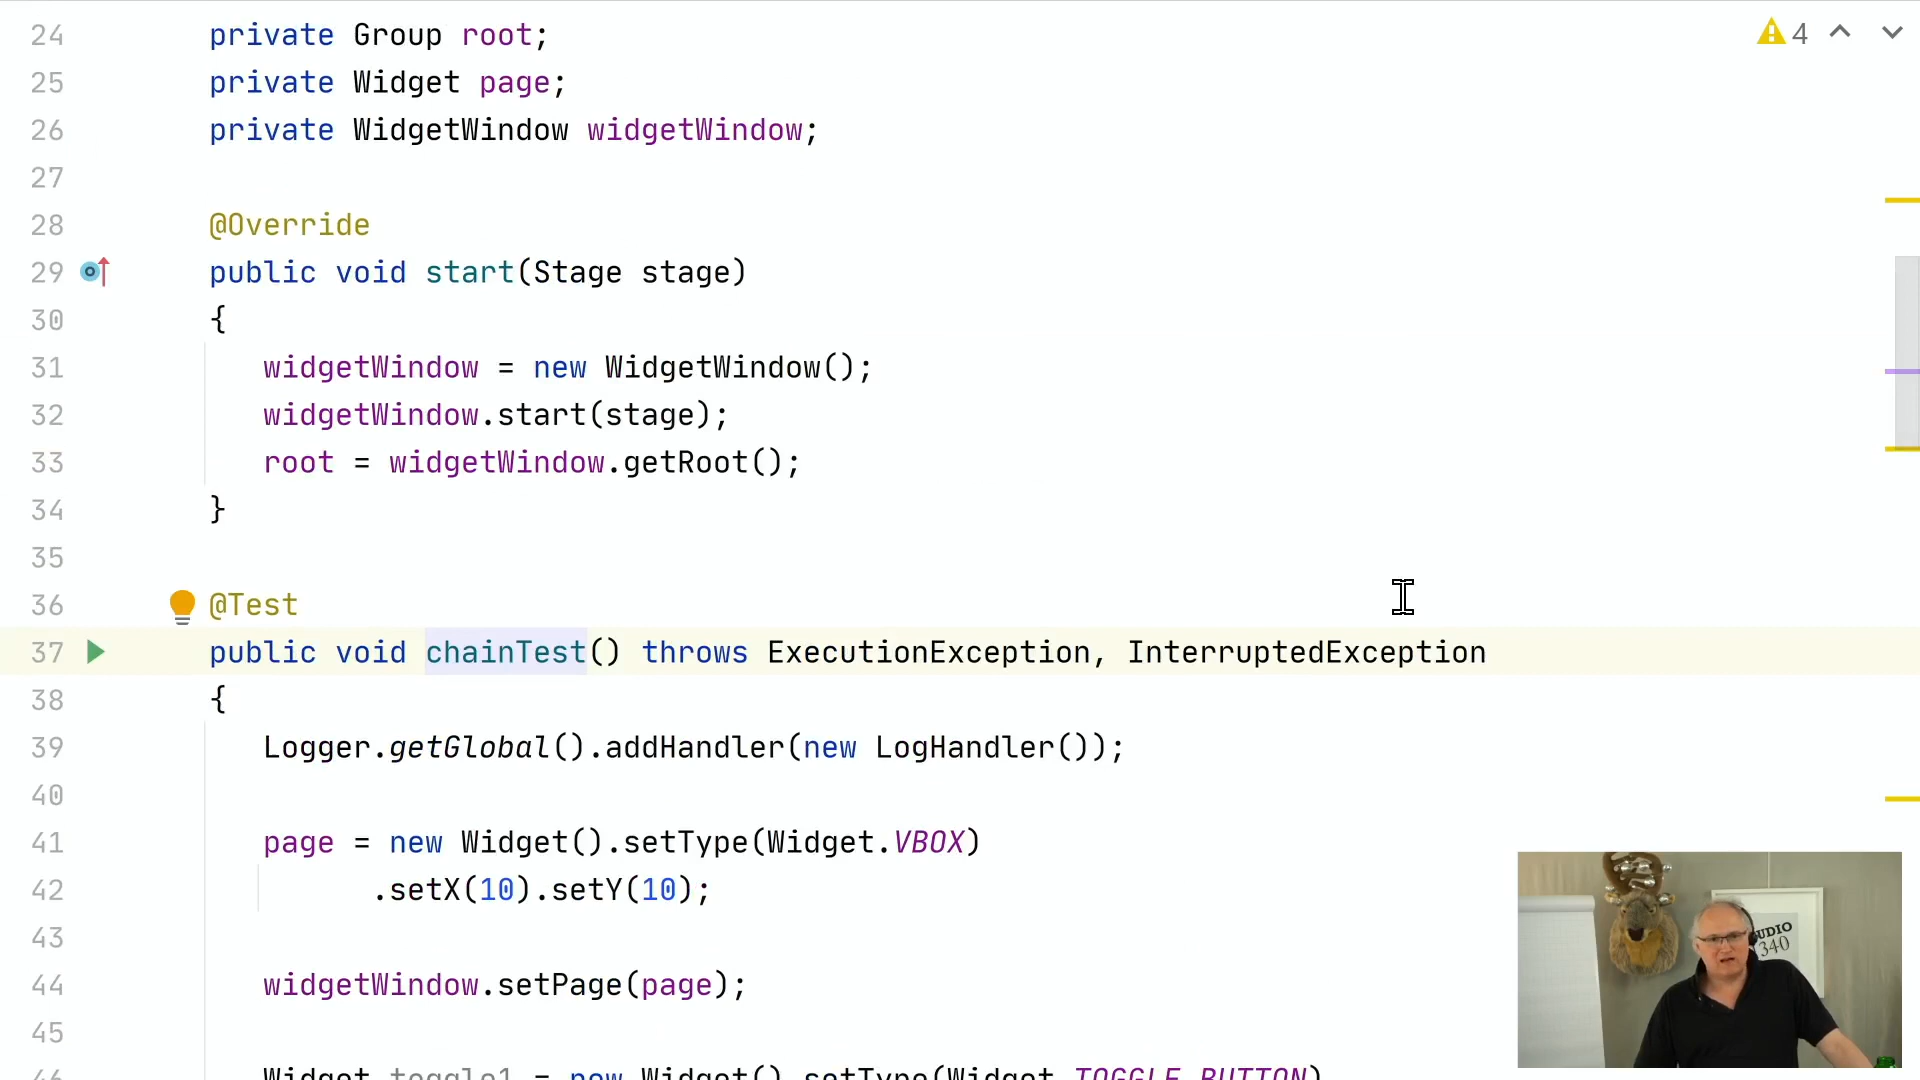 24 private Group root;
25 private Widget page;
26 private WidgetWindow widgetWindow;
27
28 @Override
29 public void start(Stage stage)
30 {
31 widgetWindow = new WidgetWindow();
32 widgetWindow.start(stage);
33 root = widgetWindow.getRoot();
34 }
35
36 @Test
37 public void chainTest() throws ExecutionException, InterruptedException
38 {
39 Logger.getGlobal().addHandler(new LogHandler());
40
41 page = new Widget().setType(Widget.VBOX)
42 .setX(10).setY(10);
43
44 widgetWindow.setPage(page);
45
46 Widget toggle1 = new Widget().setType(Widget.TOGGLE_BUTTON)
4
UDIO
340